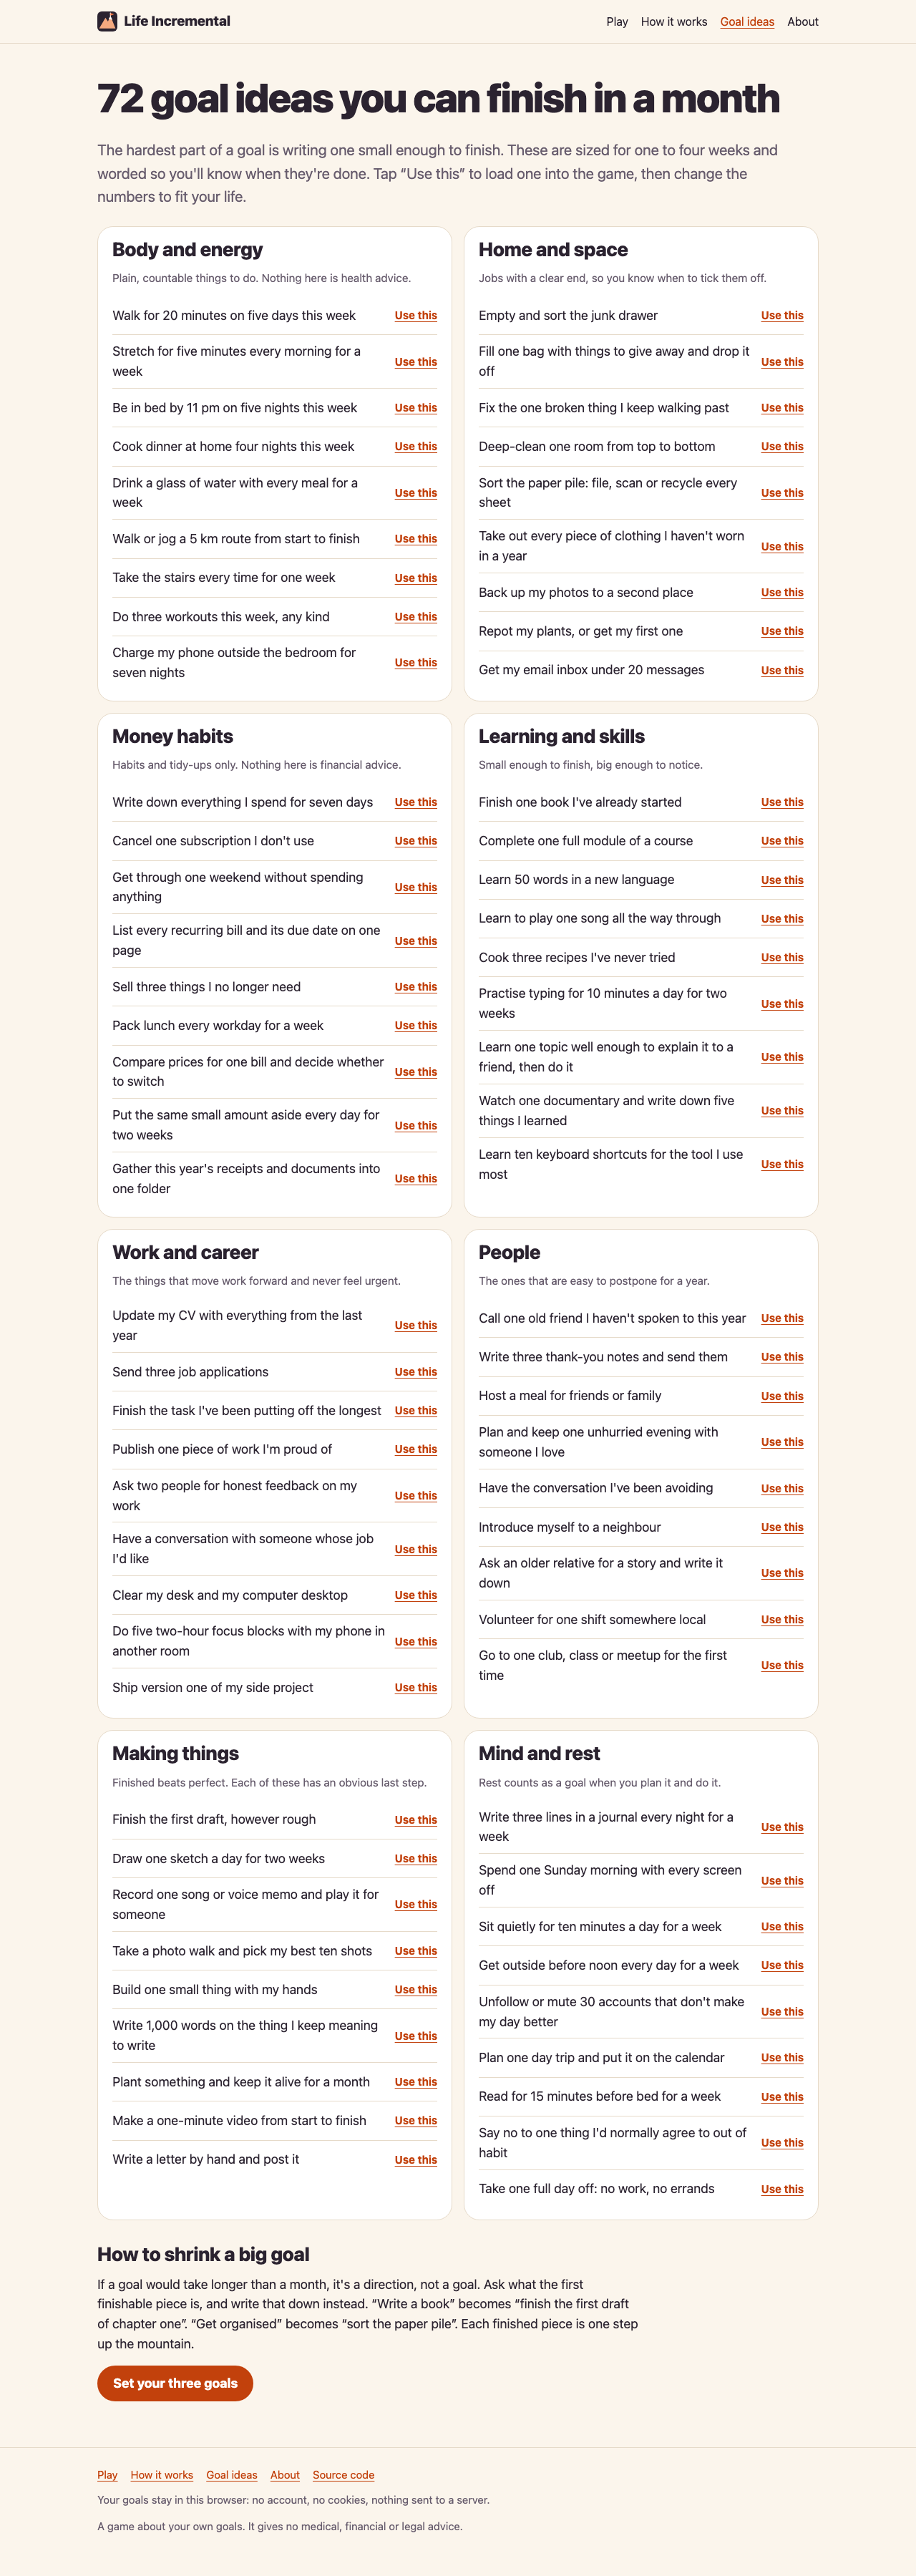 Life Incremental
Play How it works Goal ideas About
72 goal ideas you can finish in a month
The hardest part of a goal is writing one small enough to finish. These are sized for one to four weeks and
worded so you'll know when they're done. Tap “Use this” to load one into the game, then change the
numbers to fit your life.
Body and energy
Plain, countable things to do. Nothing here is health advice.
Walk for 20 minutes on five days this week Use this
Stretch for five minutes every morning for a
week Use this
Be in bed by 11 pm on five nights this week Use this
Cook dinner at home four nights this week Use this
Drink a glass of water with every meal for a
week Use this
Walk or jog a 5 km route from start to finish Use this
Take the stairs every time for one week Use this
Do three workouts this week, any kind Use this
Charge my phone outside the bedroom for
seven nights Use this
Home and space
Jobs with a clear end, so you know when to tick them off.
Empty and sort the junk drawer Use this
Fill one bag with things to give away and drop it
off Use this
Fix the one broken thing I keep walking past Use this
Deep-clean one room from top to bottom Use this
Sort the paper pile: file, scan or recycle every
sheet Use this
Take out every piece of clothing I haven't worn
in a year Use this
Back up my photos to a second place Use this
Repot my plants, or get my first one Use this
Get my email inbox under 20 messages Use this
Money habits
Habits and tidy-ups only. Nothing here is financial advice.
Write down everything I spend for seven days Use this
Cancel one subscription I don't use Use this
Get through one weekend without spending
anything Use this
List every recurring bill and its due date on one
page Use this
Sell three things I no longer need Use this
Pack lunch every workday for a week Use this
Compare prices for one bill and decide whether
to switch Use this
Put the same small amount aside every day for
two weeks Use this
Gather this year's receipts and documents into
one folder Use this
Learning and skills
Small enough to finish, big enough to notice.
Finish one book I've already started Use this
Complete one full module of a course Use this
Learn 50 words in a new language Use this
Learn to play one song all the way through Use this
Cook three recipes I've never tried Use this
Practise typing for 10 minutes a day for two
weeks Use this
Learn one topic well enough to explain it to a
friend, then do it Use this
Watch one documentary and write down five
things I learned Use this
Learn ten keyboard shortcuts for the tool I use
most Use this
Work and career
The things that move work forward and never feel urgent.
Update my CV with everything from the last
year Use this
Send three job applications Use this
Finish the task I've been putting off the longest Use this
Publish one piece of work I'm proud of Use this
Ask two people for honest feedback on my
work Use this
Have a conversation with someone whose job
I'd like Use this
Clear my desk and my computer desktop Use this
Do five two-hour focus blocks with my phone in
another room Use this
Ship version one of my side project Use this
People
The ones that are easy to postpone for a year.
Call one old friend I haven't spoken to this year Use this
Write three thank-you notes and send them Use this
Host a meal for friends or family Use this
Plan and keep one unhurried evening with
someone I love Use this
Have the conversation I've been avoiding Use this
Introduce myself to a neighbour Use this
Ask an older relative for a story and write it
down Use this
Volunteer for one shift somewhere local Use this
Go to one club, class or meetup for the first
time Use this
Making things
Finished beats perfect. Each of these has an obvious last step.
Finish the first draft, however rough Use this
Draw one sketch a day for two weeks Use this
Record one song or voice memo and play it for
someone Use this
Take a photo walk and pick my best ten shots Use this
Build one small thing with my hands Use this
Write 1,000 words on the thing I keep meaning
to write Use this
Plant something and keep it alive for a month Use this
Make a one-minute video from start to finish Use this
Write a letter by hand and post it Use this
Mind and rest
Rest counts as a goal when you plan it and do it.
Write three lines in a journal every night for a
week Use this
Spend one Sunday morning with every screen
off Use this
Sit quietly for ten minutes a day for a week Use this
Get outside before noon every day for a week Use this
Unfollow or mute 30 accounts that don't make
my day better Use this
Plan one day trip and put it on the calendar Use this
Read for 15 minutes before bed for a week Use this
Say no to one thing I'd normally agree to out of
habit Use this
Take one full day off: no work, no errands Use this
How to shrink a big goal
If a goal would take longer than a month, it's a direction, not a goal. Ask what the first
finishable piece is, and write that down instead. “Write a book” becomes “finish the first draft
of chapter one”. “Get organised” becomes “sort the paper pile”. Each finished piece is one step
up the mountain.
Set your three goals
Play How it works Goal ideas About Source code
Your goals stay in this browser: no account, no cookies, nothing sent to a server.
A game about your own goals. It gives no medical, financial or legal advice.